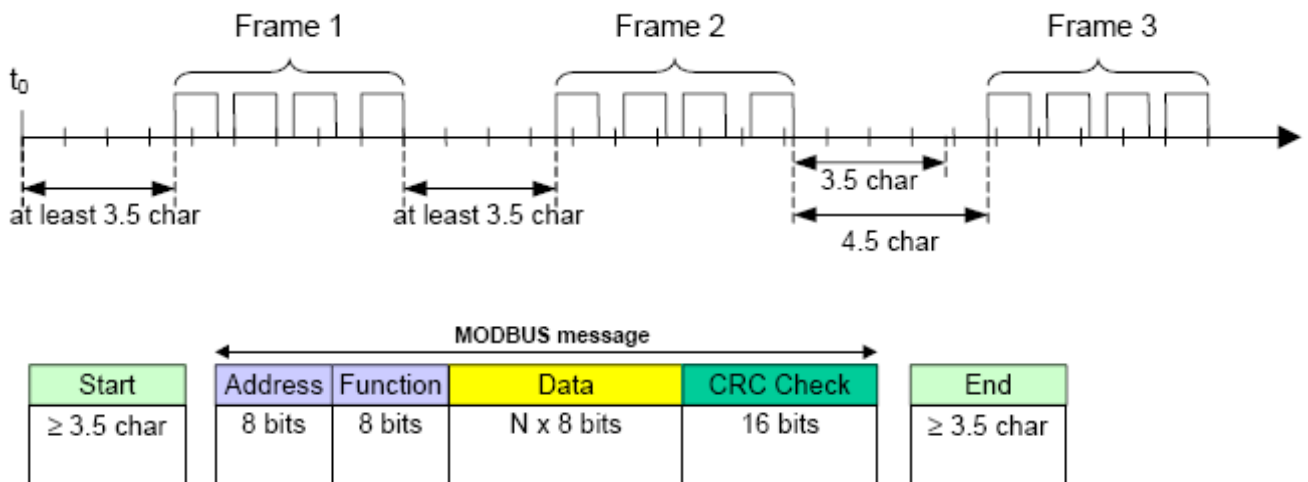 Frame 1 Frame 2 Frame 3
t0
3.5 char
at least 3.5 char at least 3.5 char
4.5 char
MODBUS message
Start Address Function Data CRC Check End
≥ 3.5 char 8 bits 8 bits N x 8 bits 16 bits ≥ 3.5 char